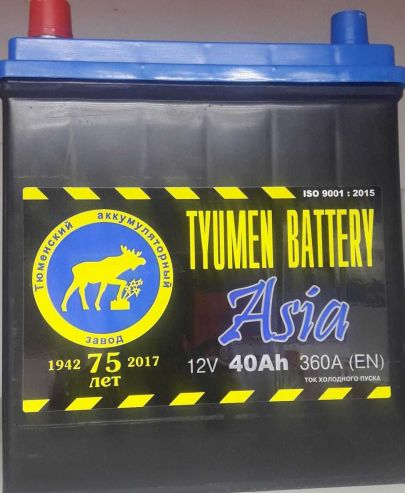 ISO 9001 : 2015
Тюменский аккумуляторный
завод
1942 75 2017
лет
TYUMEN BATTERY
Asia
12V 40Ah 360A (EN)
ТОК ХОЛОДНОГО ПУСКА